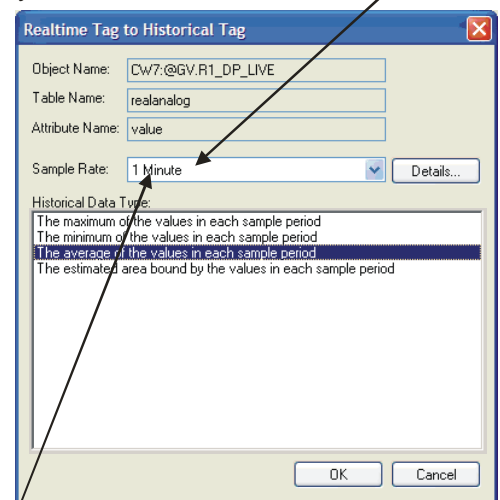 Realtime Tag to Historical Tag
Object Name: CW7:@GV.R1_DP_LIVE
Table Name: realanalog
Attribute Name: value
Sample Rate: 1 Minute Details...
Historical Data Type:
The maximum of the values in each sample period
The minimum of the values in each sample period
The average of the values in each sample period
The estimated area bound by the values in each sample period
OK Cancel